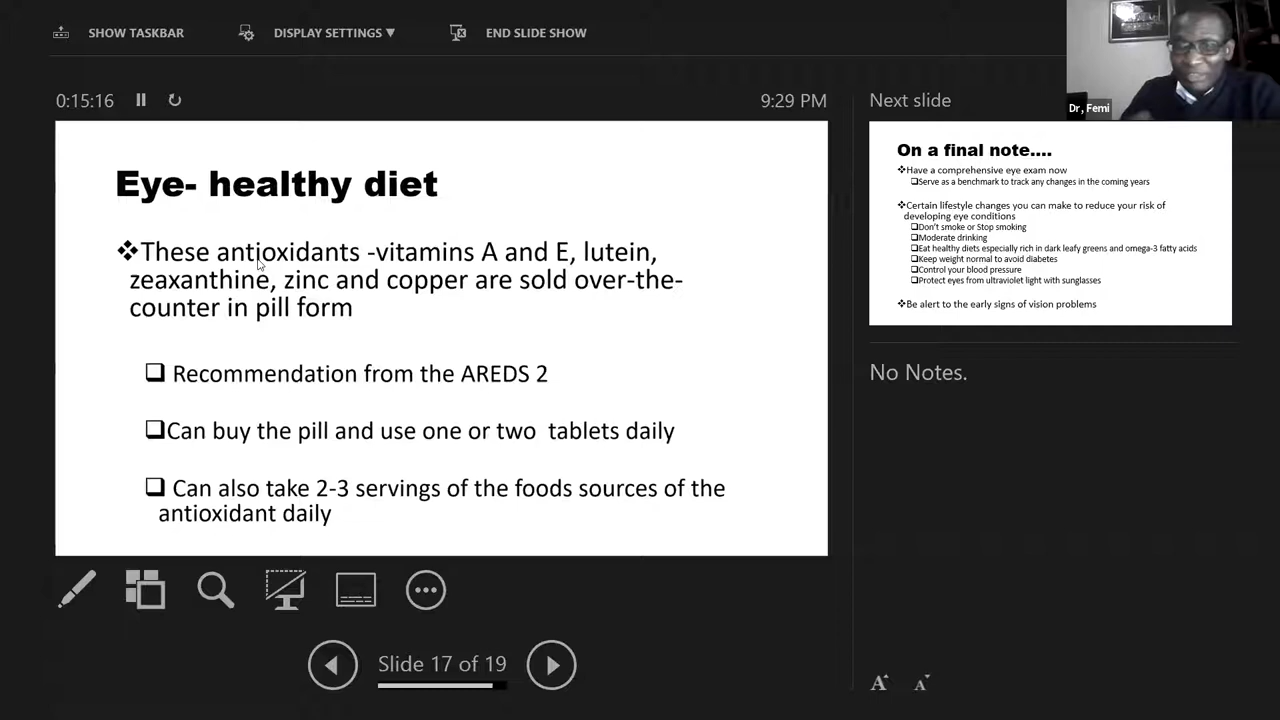 SHOW TASKBAR
DISPLAY SETTINGS ▼
END SLIDE SHOW
0:15:16
9:29 PM
Eye- healthy diet
❖These antioxidants -vitamins A and E, lutein,
zeaxanthine, zinc and copper are sold over-the-
counter in pill form
❑ Recommendation from the AREDS 2
❑Can buy the pill and use one or two tablets daily
❑ Can also take 2-3 servings of the foods sources of the
antioxidant daily
Slide 17 of 19
Next slide
Dr, Femi
On a final note....
❖Have a comprehensive eye exam now
❑Serve as a benchmark to track any changes in the coming years
❖Certain lifestyle changes you can make to reduce your risk of
developing eye conditions
❑Don't smoke or Stop smoking
❑Moderate drinking
❑Eat healthy diets especially rich in dark leafy greens and omega-3 fatty acids
❑Keep weight normal to avoid diabetes
❑Control your blood pressure
❑Protect eyes from ultraviolet light with sunglasses
❖Be alert to the early signs of vision problems
No Notes.
A A